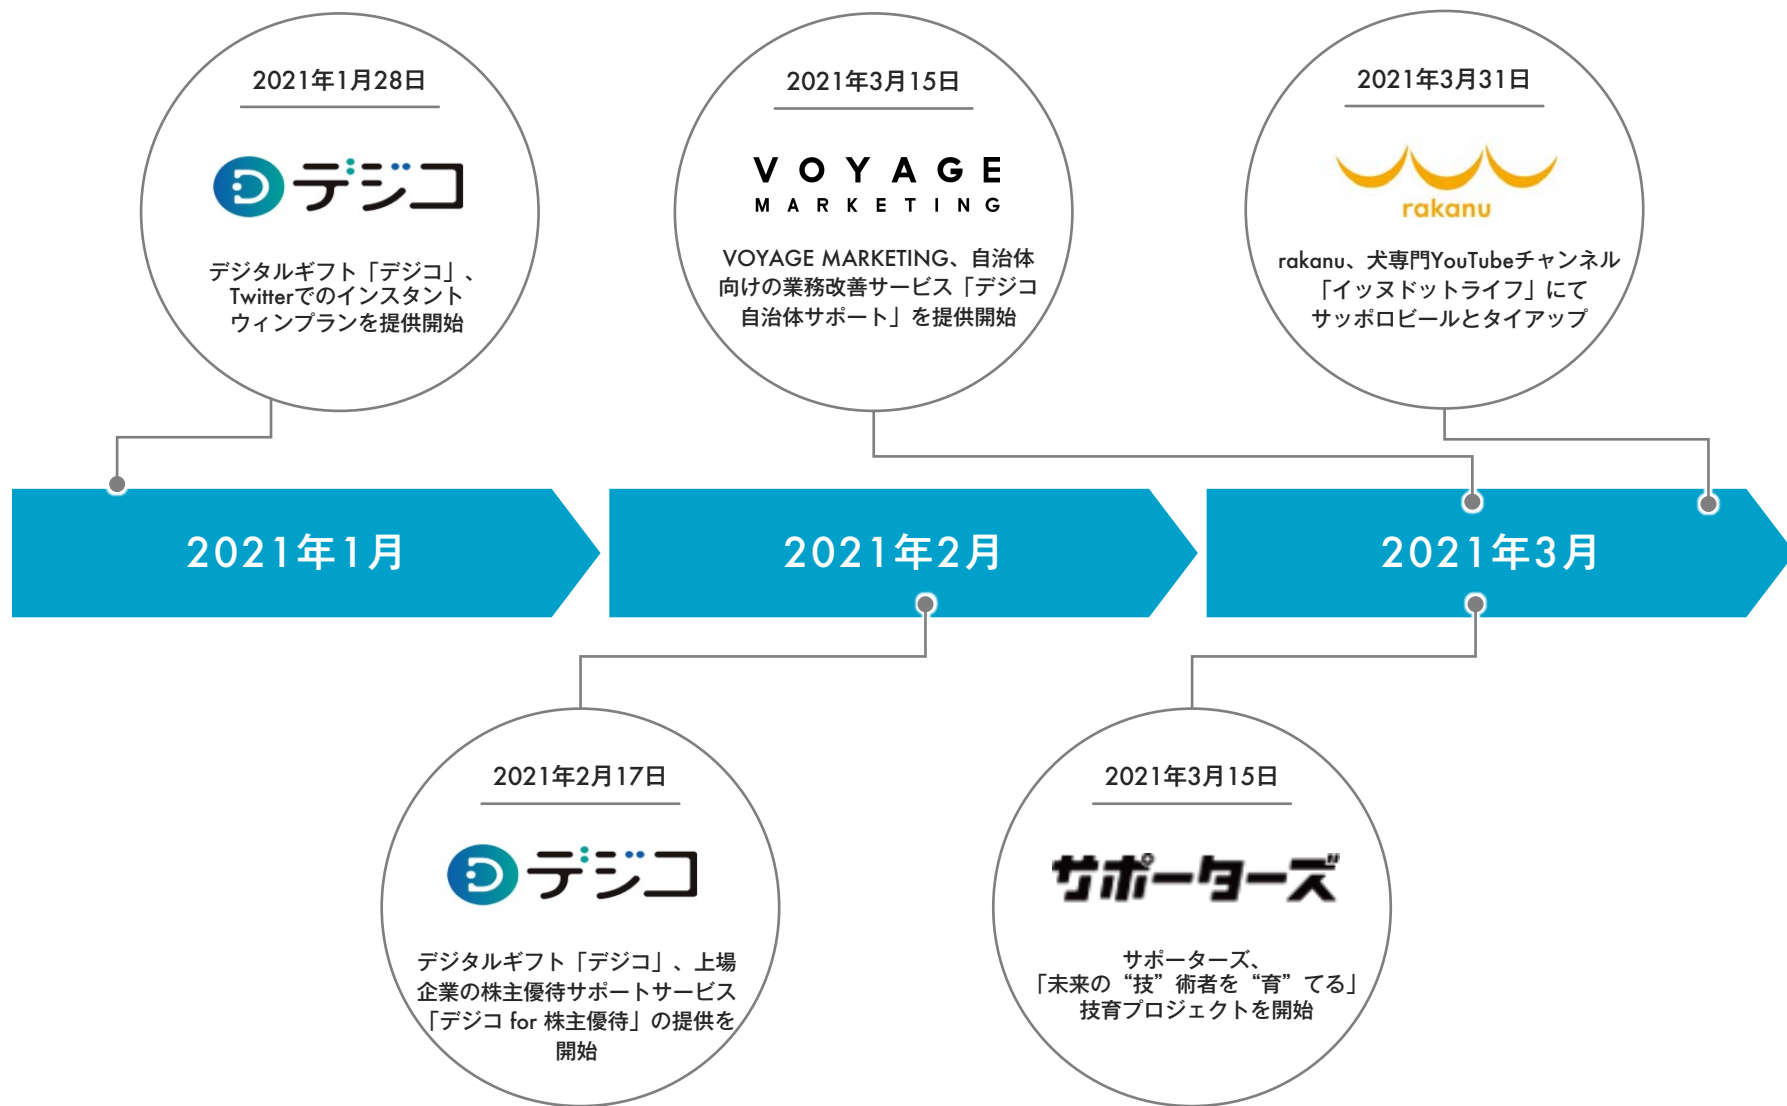 2021年1月28日
デジコ
デジタルギフト「デジコ」、
Twitterでのインスタント
ウィンプランを提供開始
2021年3月15日
VOYAGE
MARKETING
VOYAGE MARKETING、自治体
向けの業務改善サービス「デジコ
自治体サポート」を提供開始
2021年3月31日
rakanu
rakanu、犬専門YouTubeチャンネル
「イッヌドットライフ」にて
サッポロビールとタイアップ
2021年1月
2021年2月
2021年3月
2021年2月17日
デジコ
デジタルギフト「デジコ」、上場
企業の株主優待サポートサービス
「デジコ for 株主優待」の提供を
開始
2021年3月15日
サポーターズ
サポーターズ、
「未来の“技”術者を“育”てる」
技育プロジェクトを開始